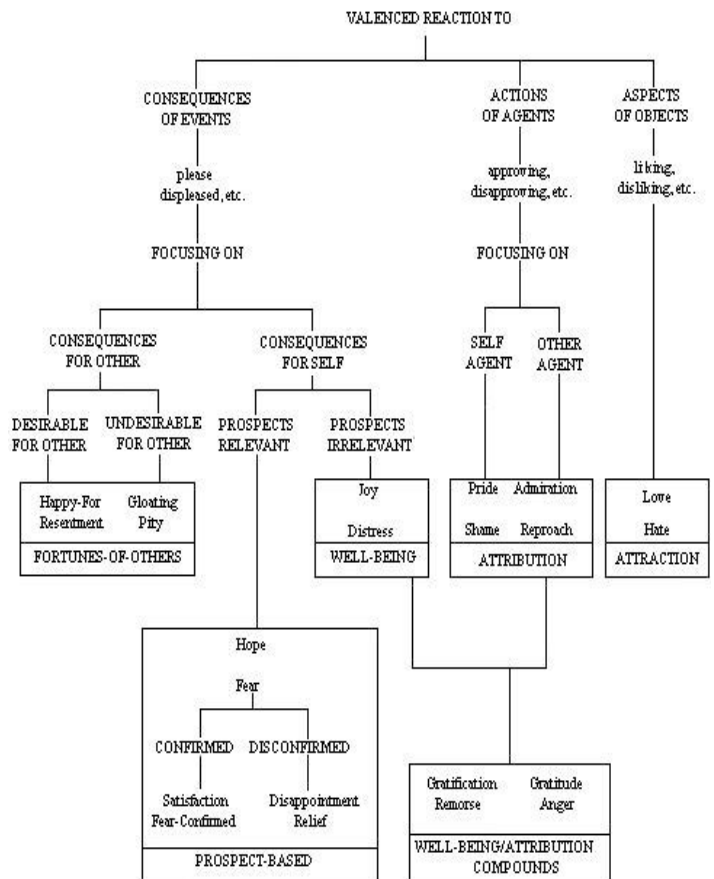 VALENCED REACTION TO
CONSEQUENCES
OF EVENTS
ACTIONS
OF AGENTS
ASPECTS
OF OBJECTS
please
displeased, etc.
approving,
disapproving, etc.
liking,
disliking, etc.
FOCUSING ON
FOCUSING ON
CONSEQUENCES
FOR OTHER
CONSEQUENCES
FOR SELF
SELF
AGENT
OTHER
AGENT
DESIRABLE
FOR OTHER
UNDESIRABLE
FOR OTHER
PROSPECTS
RELEVANT
PROSPECTS
IRRELEVANT
Happy-For
Resentment
Gloating
Pity
FORTUNES-OF-OTHERS
Joy
Distress
WELL-BEING
Pride
Admiration
Shame
Reproach
ATTRIBUTION
Love
Hate
ATTRACTION
Hope
Fear
CONFIRMED
DISCONFIRMED
Satisfaction
Fear-Confirmed
Disappointment
Relief
PROSPECT-BASED
Gratification
Remorse
Gratitude
Anger
WELL-BEING/ATTRIBUTION
COMPOUNDS